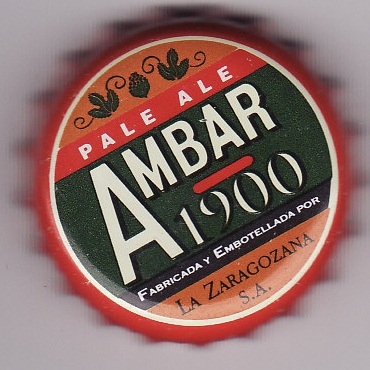 PALE ALE
AMBAR
1900
FABRICADA Y EMBOTELLADA POR
LA ZARAGOZANA
S.A.